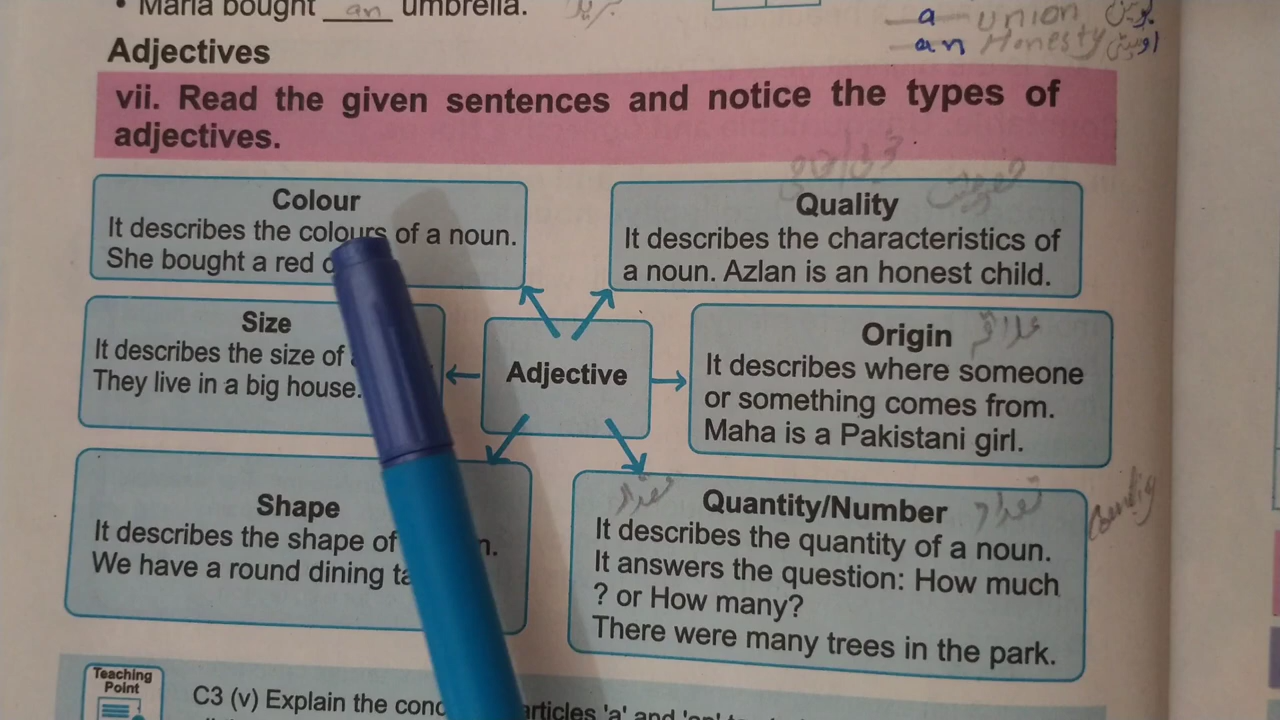 • Maria bought an umbrella.
a union
an Honesty
Adjectives
vii. Read the given sentences and notice the types of
adjectives.
Colour
It describes the colours of a noun.
She bought a red
Quality
It describes the characteristics of
a noun. Azlan is an honest child.
Size
It describes the size of
They live in a big house.
Adjective
Origin علاقہ
It describes where someone
or something comes from.
Maha is a Pakistani girl.
Shape
It describes the shape of
We have a round dining
مقدار Quantity/Number تعداد
It describes the quantity of a noun.
It answers the question: How much
? or How many?
There were many trees in the park.
Teaching
Point
C3 (v) Explain the articles 'a' and